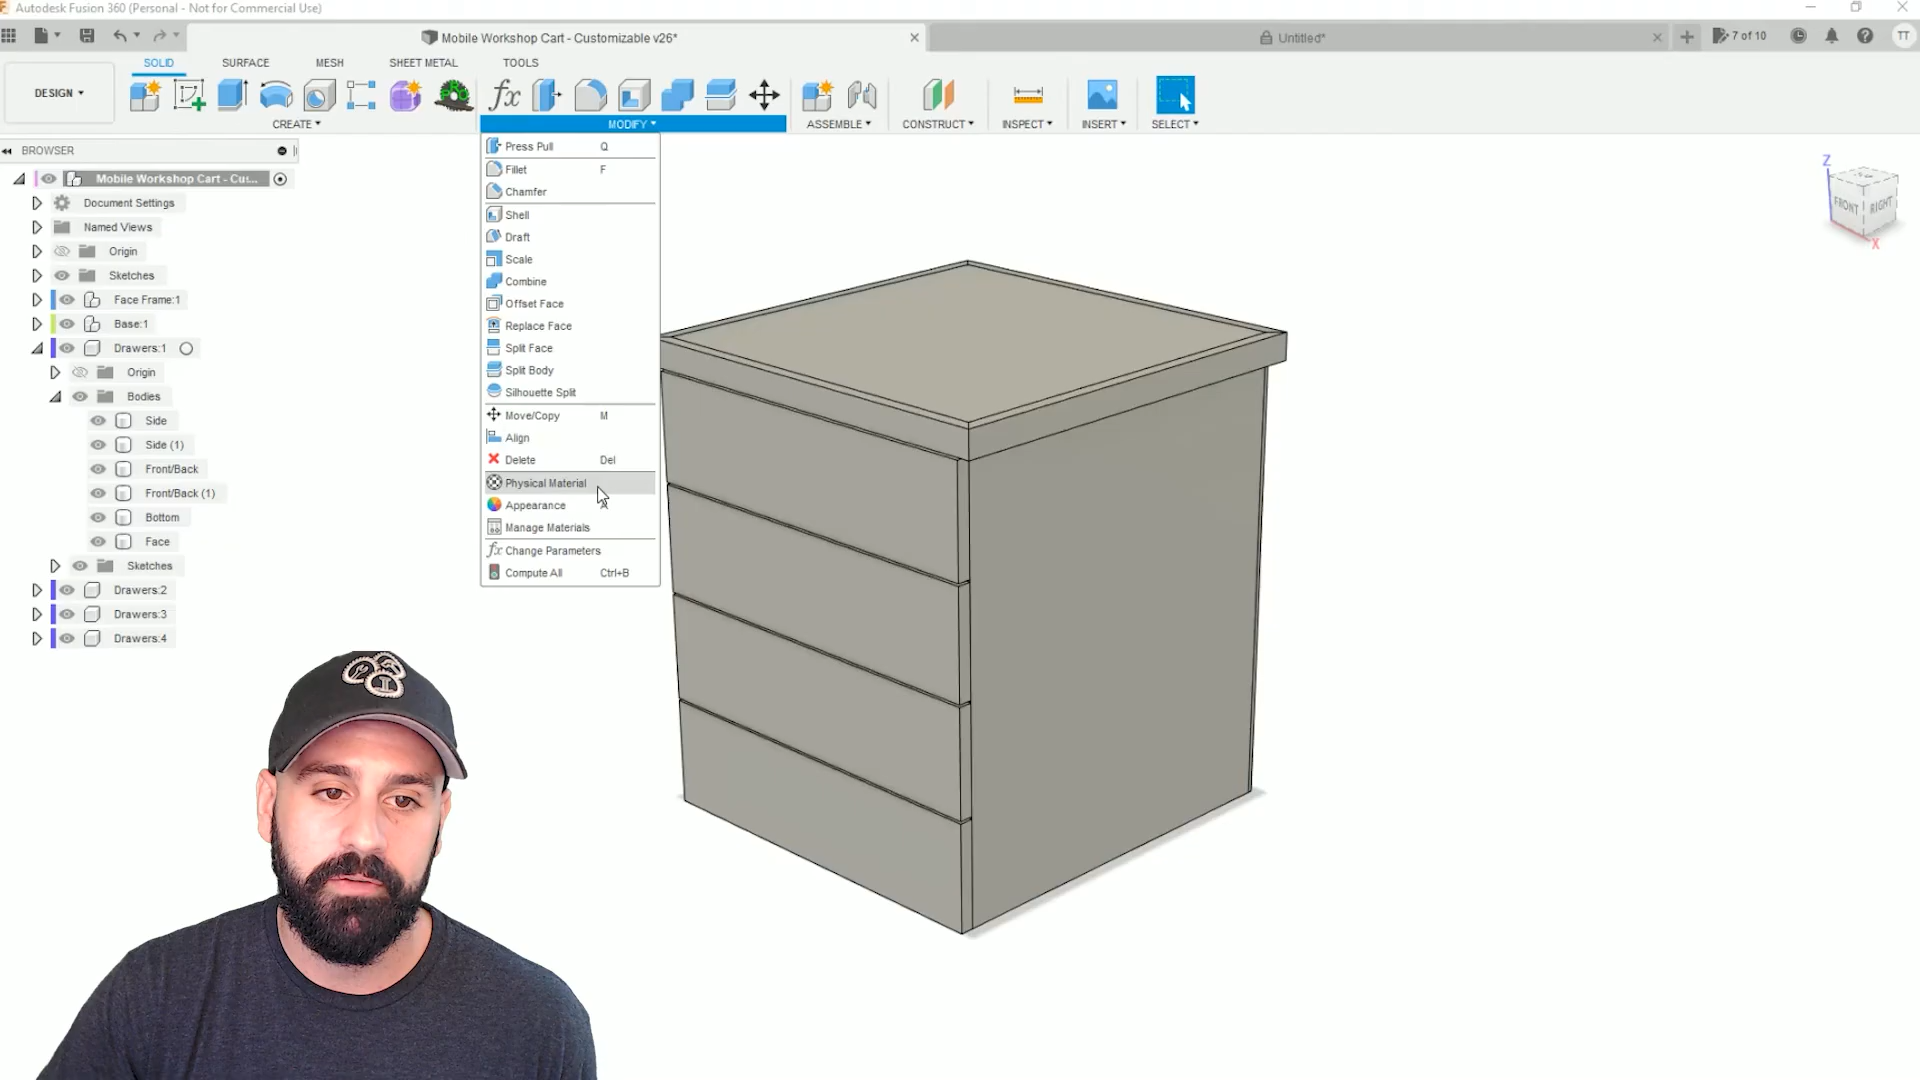 Autodesk Fusion 360 (Personal - Not for Commercial Use)
Mobile Workshop Cart - Customizable v26*
Untitled*
7 of 10
TT
SOLID
SURFACE
MESH
SHEET METAL
TOOLS
DESIGN
CREATE
MODIFY
ASSEMBLE
CONSTRUCT
INSPECT
INSERT
SELECT
BROWSER
Mobile Workshop Cart - Cus...
Document Settings
Named Views
Origin
Sketches
Face Frame:1
Base:1
Drawers:1
Origin
Bodies
Side
Side (1)
Front/Back
Front/Back (1)
Bottom
Face
Sketches
Drawers:2
Drawers:3
Drawers:4
Press Pull Q
Fillet F
Chamfer
Shell
Draft
Scale
Combine
Offset Face
Replace Face
Split Face
Split Body
Silhouette Split
Move/Copy M
Align
Delete Del
Physical Material
Appearance A
Manage Materials
Change Parameters
Compute All Ctrl+B
Z
FRONT
RIGHT
X